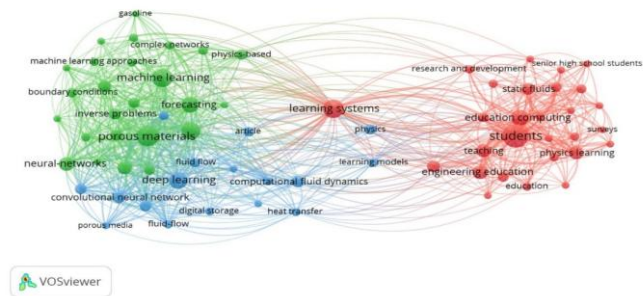 gasoline
complex networks
machine learning approaches
physics-based
machine learning
boundary conditions
forecasting
inverse problems
porous materials
article
neural-networks
fluid flow
deep learning
computational fluid dynamics
convolutional neural network
digital storage
heat transfer
porous media
fluid-flow
learning systems
physics
learning models
senior high school students
research and development
static fluids
education computing
students
surveys
teaching
physics learning
engineering education
education
VOSviewer